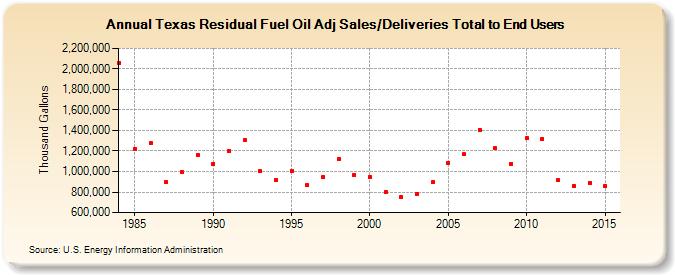 Annual Texas Residual Fuel Oil Adj Sales/Deliveries Total to End Users
Thousand Gallons
2,200,000
2,000,000
1,800,000
1,600,000
1,400,000
1,200,000
1,000,000
800,000
600,000
1985 1990 1995 2000 2005 2010 2015
Source: U.S. Energy Information Administration